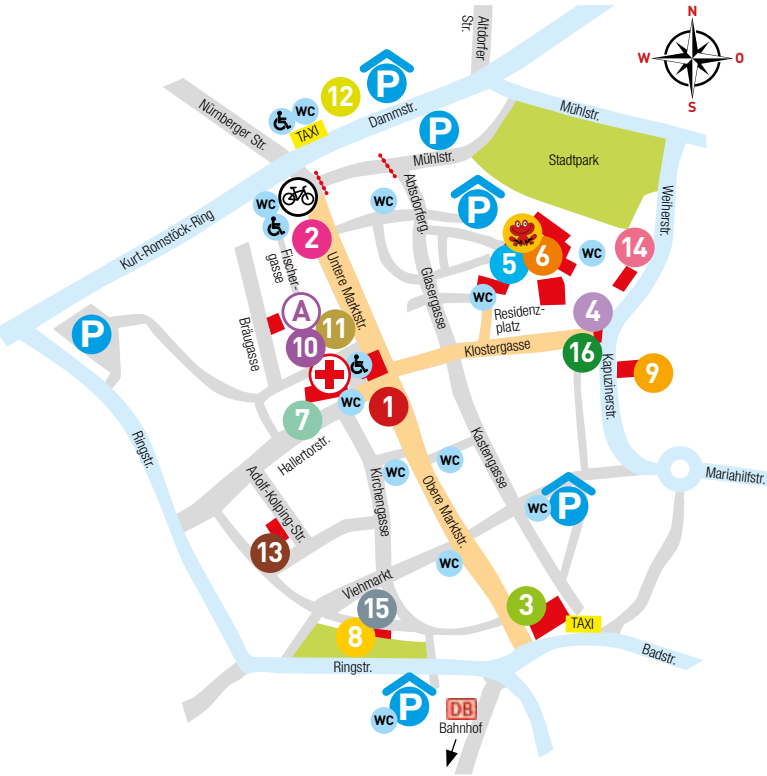 N
W
O
S
Altdorfer
Str.
P
12
WC
TAXI
Dammstr.
Nürnberger Str.
P
Mühlstr.
Mühlstr.
Stadtpark
Weiherstr.
Abtsdorferg.
WC
WC
P
Kurt-Romstöck-Ring
2
Fischer-
gasse
Untere Marktstr.
Glasergasse
5
6
WC
14
WC
Residenz-
platz
4
A
11
10
Bräugasse
P
Klostergasse
16
9
Kapuzinerstr.
WC
1
7
Hallertorstr.
Ringstr.
Adolf-Kolping-Str.
Kirchengasse
WC
WC
Kastengasse
Obere Marktstr.
Mariahilfstr.
WC
P
13
WC
Viehmarkt
15
8
3
TAXI
Ringstr.
Badstr.
WC
P
DB
Bahnhof